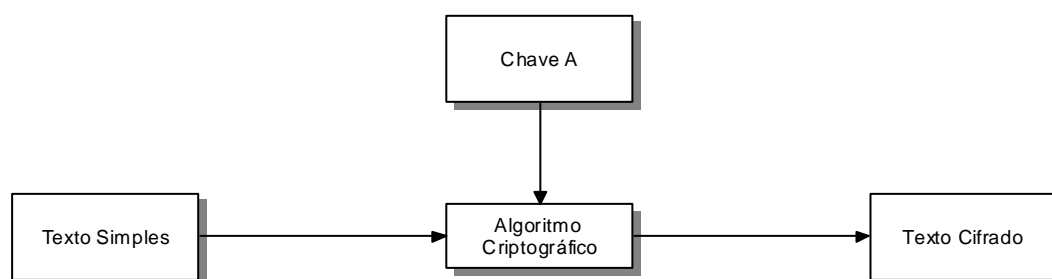 Chave A
Texto Simples
Algoritmo
Criptográfico
Texto Cifrado